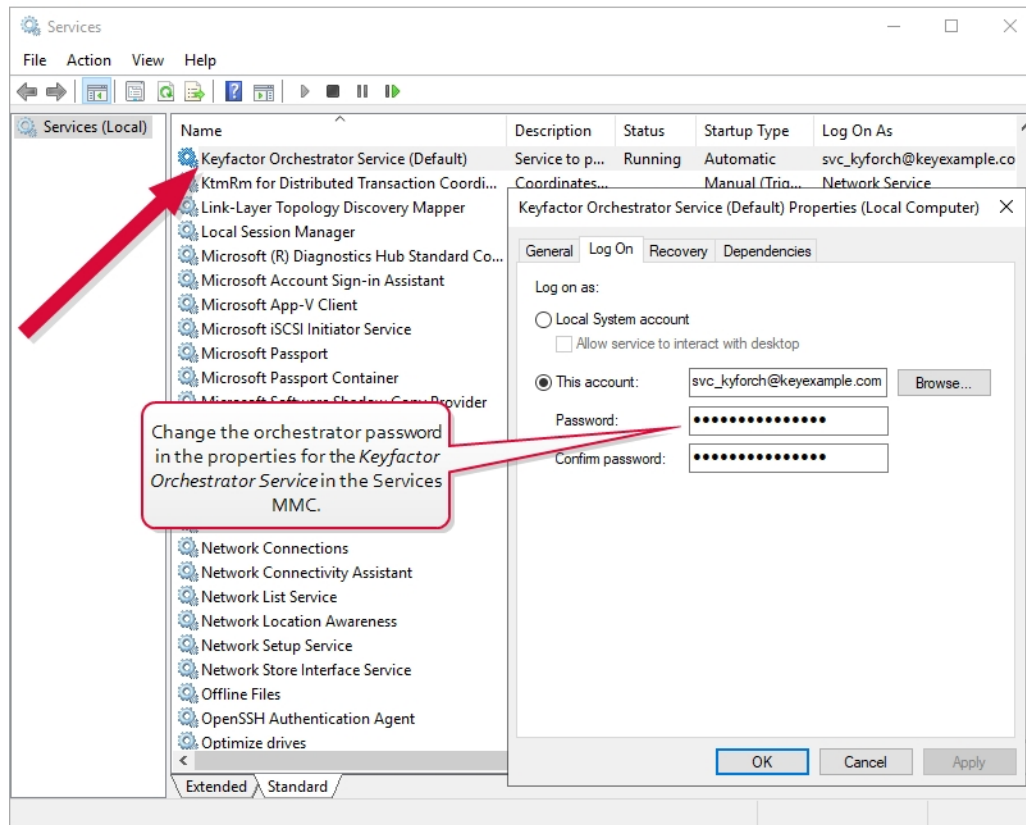 Services
File Action View Help
Services (Local)
Name Description Status Startup Type Log On As
Keyfactor Orchestrator Service (Default) Service to p... Running Automatic svc_kyforch@keyexample.co
KtmRm for Distributed Transaction Coordi... Coordinates... Manual (Trig... Network Service
Link-Layer Topology Discovery Mapper
Local Session Manager
Microsoft (R) Diagnostics Hub Standard Co...
Microsoft Account Sign-in Assistant
Microsoft App-V Client
Microsoft iSCSI Initiator Service
Microsoft Passport
Microsoft Passport Container
Microsoft Software Shadow Copy Provider
Change the orchestrator password
in the properties for the Keyfactor
Orchestrator Service in the Services
MMC.
Network Connections
Network Connectivity Assistant
Network List Service
Network Location Awareness
Network Setup Service
Network Store Interface Service
Offline Files
OpenSSH Authentication Agent
Optimize drives
Extended Standard
Keyfactor Orchestrator Service (Default) Properties (Local Computer)
General Log On Recovery Dependencies
Log on as:
Local System account
Allow service to interact with desktop
This account: svc_kyforch@keyexample.com Browse...
Password: ●●●●●●●●●●●●●●●
Confirm password: ●●●●●●●●●●●●●●●
OK Cancel Apply